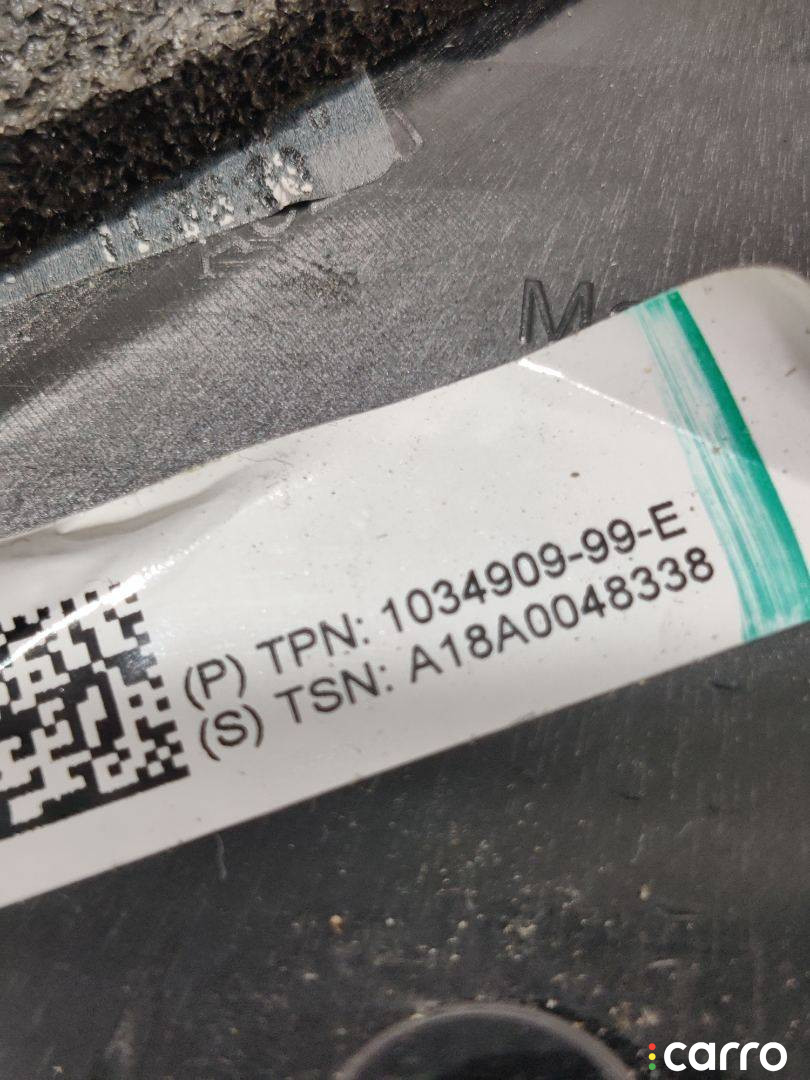 (P) TPN: 1034909-99-E
(S) TSN: A18A0048338
carro